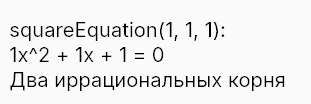 squareEquation(1, 1, 1):
1x^2 + 1x + 1 = 0
Два иррациональных корня